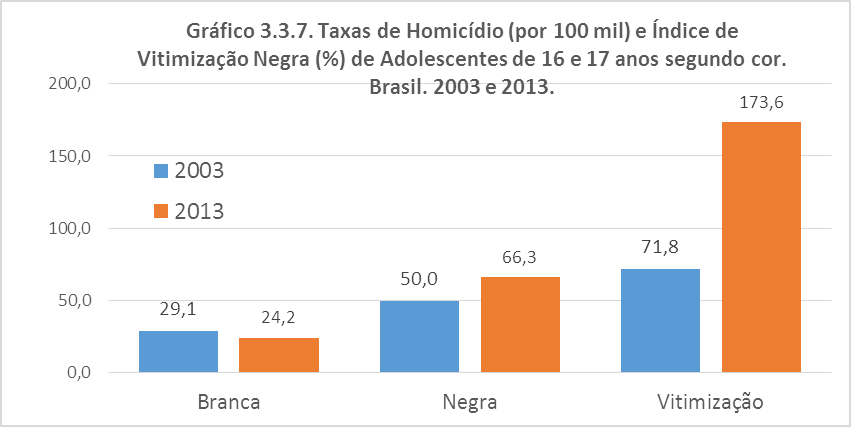 Gráfico 3.3.7. Taxas de Homicídio (por 100 mil) e Índice de
Vitimização Negra (%) de Adolescentes de 16 e 17 anos segundo cor.
Brasil. 2003 e 2013.
200,0
150,0
100,0
50,0
0,0
2003
2013
29,1
24,2
50,0
66,3
71,8
173,6
Branca
Negra
Vitimização